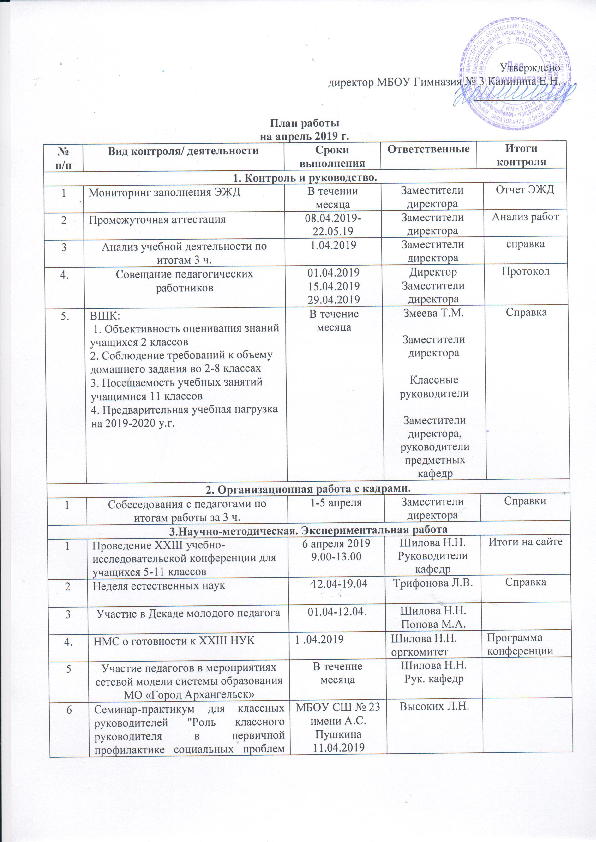 Утверждено
директор МБОУ Гимназия № 3 Калинина Е.Н.
План работы
на апрель 2019 г.
№ п/п Вид контроля/ деятельности Сроки выполнения Ответственные Итоги контроля
1. Контроль и руководство.
1 Мониторинг заполнения ЭЖД В течении Заместители Отчет ЭЖД
месяца директора
2 Промежуточная аттестация 08.04.2019- Заместители Анализ работ
22.05.19 директора
3 Анализ учебной деятельности по 1.04.2019 Заместители справка
итогам 3 ч. директора
4. Совещание педагогических 01.04.2019 Директор Протокол
работников 15.04.2019 Заместители
29.04.2019 директора
5. ВШК: В течение Змеева Т.М. Справка
1. Объективность оценивания знаний месяца
учащихся 2 классов Заместители
2. Соблюдение требований к объему директора
домашнего задания во 2-8 классах
3. Посещаемость учебных занятий Классные
учащимися 11 классов руководители
4. Предварительная учебная нагрузка
на 2019-2020 у.г. Заместители
директора,
руководители
предметных
кафедр
2. Организационная работа с кадрами.
1 Собеседования с педагогами по 1-5 апреля Заместители Справки
итогам работы за 3 ч. директора
3.Научно-методическая. Экспериментальная работа
1 Проведение XXIII учебно- 6 апреля 2019 Шилова Н.Н. Итоги на сайте
исследовательской конференции для 9.00-13.00 Руководители
учащихся 5-11 классов кафедр
2 Неделя естественных наук 12.04-19.04 Трифонова Л.В. Справка
3 Участие в Декаде молодого педагога 01.04-12.04. Шилова Н.Н.
Попова М.А.
4. НМС о готовности к XXIII НУК 1 .04.2019 Шилова Н.Н. Программа
оргкомитет конференции
5 Участие педагогов в мероприятиях В течение Шилова Н.Н.
сетевой модели системы образования месяца Рук. кафедр
МО «Город Архангельск»
6 Семинар-практикум для классных МБОУ СШ № 23 Высоких Л.Н.
руководителей "Роль классного имени А.С.
руководителя в первичной Пушкина
профилактике социальных проблем 11.04.2019